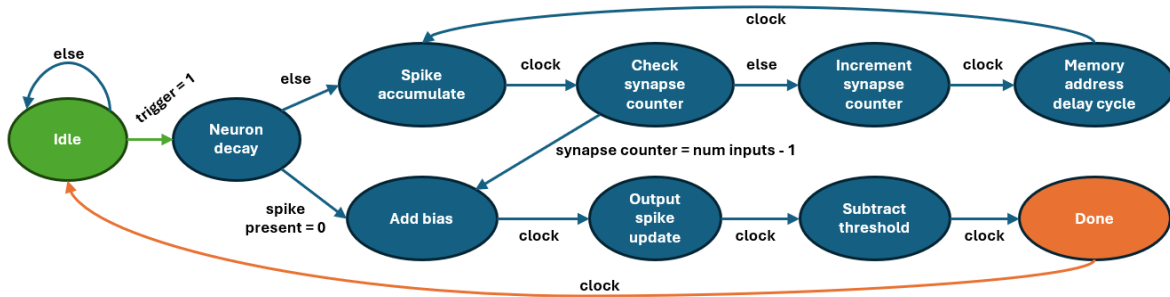 clock
else
trigger = 1
Idle
Neuron
decay
else
Spike
accumulate
clock
Check
synapse
counter
else
Increment
synapse
counter
clock
Memory
address
delay cycle
synapse counter = num inputs - 1
spike
present = 0
Add bias
clock
Output
spike
update
clock
Subtract
threshold
clock
Done
clock